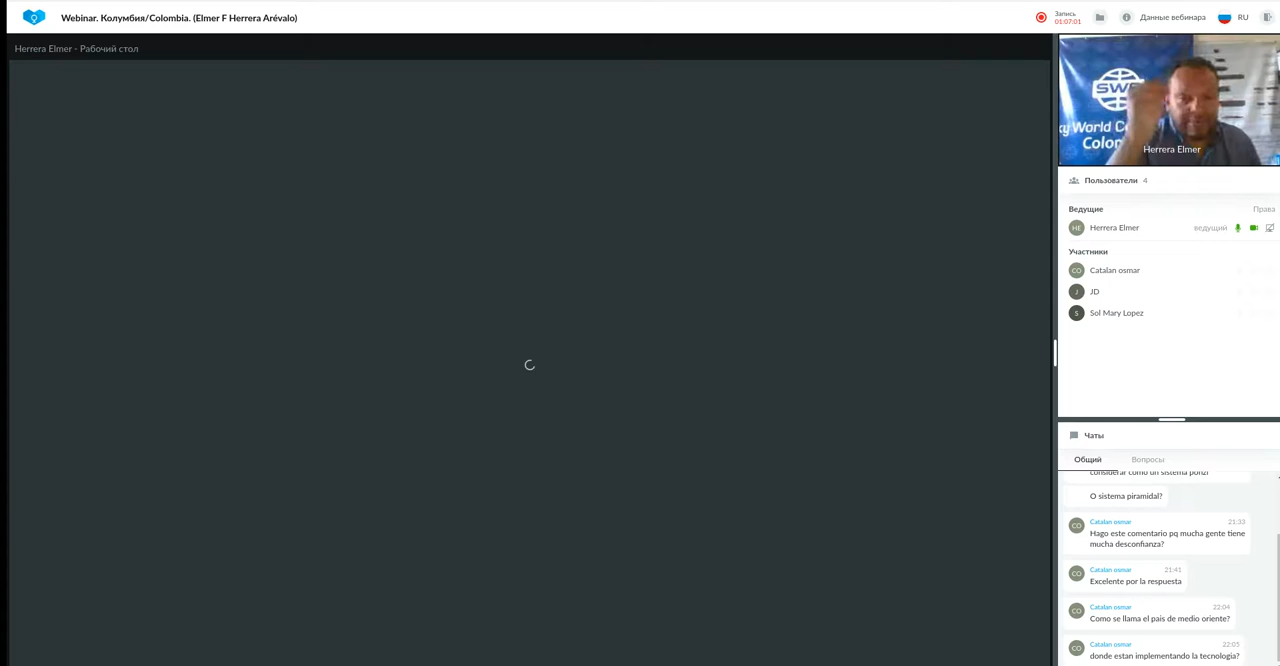 Webinar. Колумбия/Colombia. (Elmer F Herrera Arévalo)
Запись
01:07:01
Данные вебинара
RU
Herrera Elmer - Рабочий стол
Colom
Herrera Elmer
Пользователи 4
Ведущие
Права
HE
Herrera Elmer
ведущий
Участники
CO
Catalan osmar
J
JD
S
Sol Mary Lopez
Чаты
Общий
Вопросы
considerar como un sistema ponzi
O sistema piramidal?
CO
Catalan osmar
21:33
Hago este comentario pq mucha gente tiene
mucha desconfianza?
CO
Catalan osmar
21:41
Excelente por la respuesta
CO
Catalan osmar
22:04
Como se llama el pais de medio oriente?
CO
Catalan osmar
22:05
donde estan implementando la tecnologia?